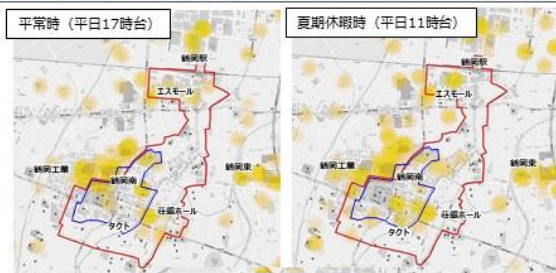 平常時（平日17時台）
鶴岡駅
エスモール
鶴岡工業
鶴岡南
鶴岡東
荘銀ホール
タクト
夏期休暇時（平日11時台）
鶴岡駅
エスモール
鶴岡工業
鶴岡南
鶴岡東
荘銀ホール
タクト